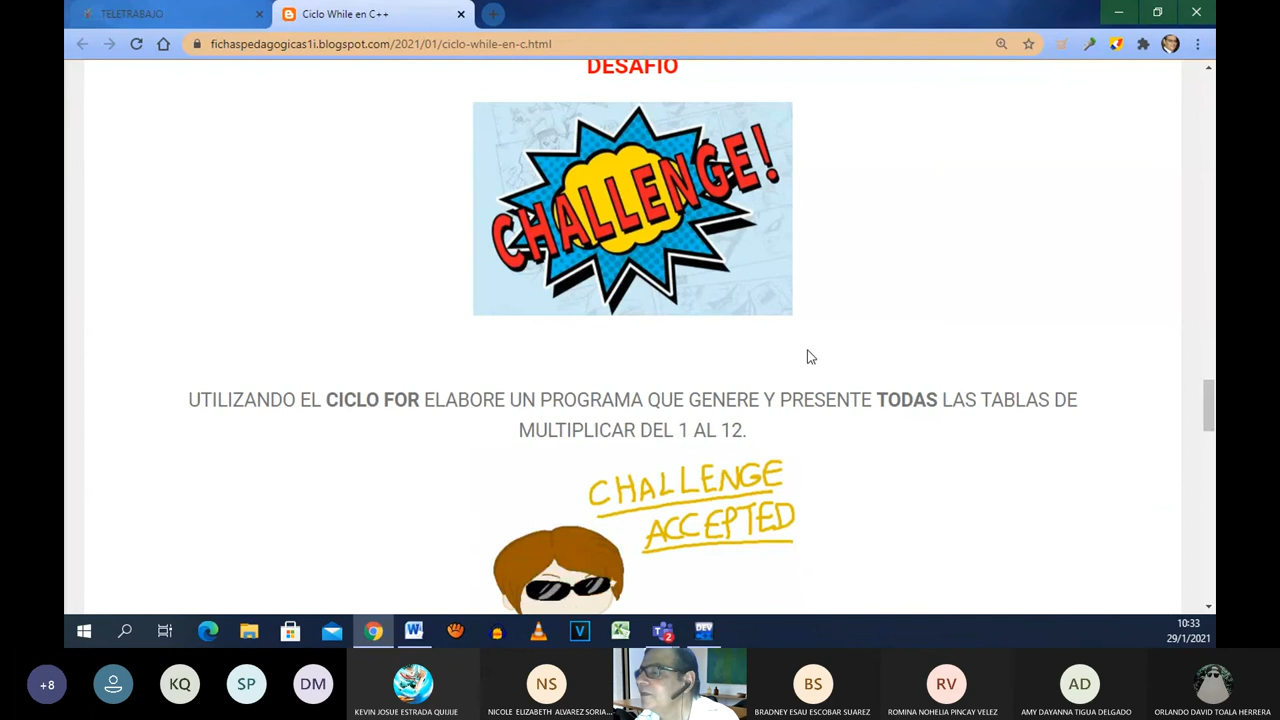 TELETRABAJO
Ciclo While en C++
fichaspedagogicas1i.blogspot.com/2021/01/ciclo-while-en-c.html
DESAFÍO
CHALLENGE!
UTILIZANDO EL CICLO FOR ELABORE UN PROGRAMA QUE GENERE Y PRESENTE TODAS LAS TABLAS DE
MULTIPLICAR DEL 1 AL 12.
CHALLENGE
ACCEPTED
W
V
X
2
DEV
10:33
29/1/2021
+8
KQ
SP
DM
NS
BS
RV
AD
KEVIN JOSUE ESTRADA QUIJIJE
NICOLE ELIZABETH ALVAREZ SORIA...
BRADNEY ESAU ESCOBAR SUAREZ
ROMINA NOHELIA PINCAY VELEZ
AMY DAYANNA TIGUA DELGADO
ORLANDO DAVID TOALA HERRERA